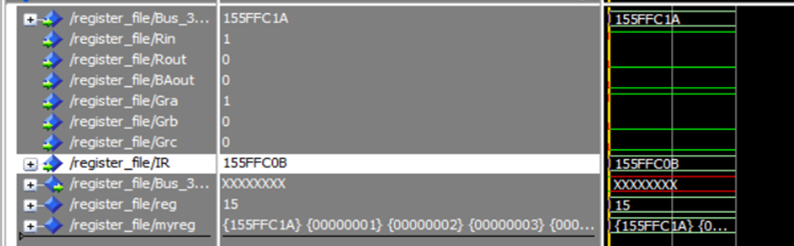 /register_file/Bus_3... 155FFC1A 155FFC1A
/register_file/Rin 1
/register_file/Rout 0
/register_file/BAout 0
/register_file/Gra 1
/register_file/Grb 0
/register_file/Grc 0
/register_file/IR 155FFC0B 155FFC0B
/register_file/Bus_3... XXXXXXXX XXXXXXXX
/register_file/reg 15 15
/register_file/myreg {155FFC1A} {00000001} {00000002} {00000003} {000... {155FFC1A} {0...